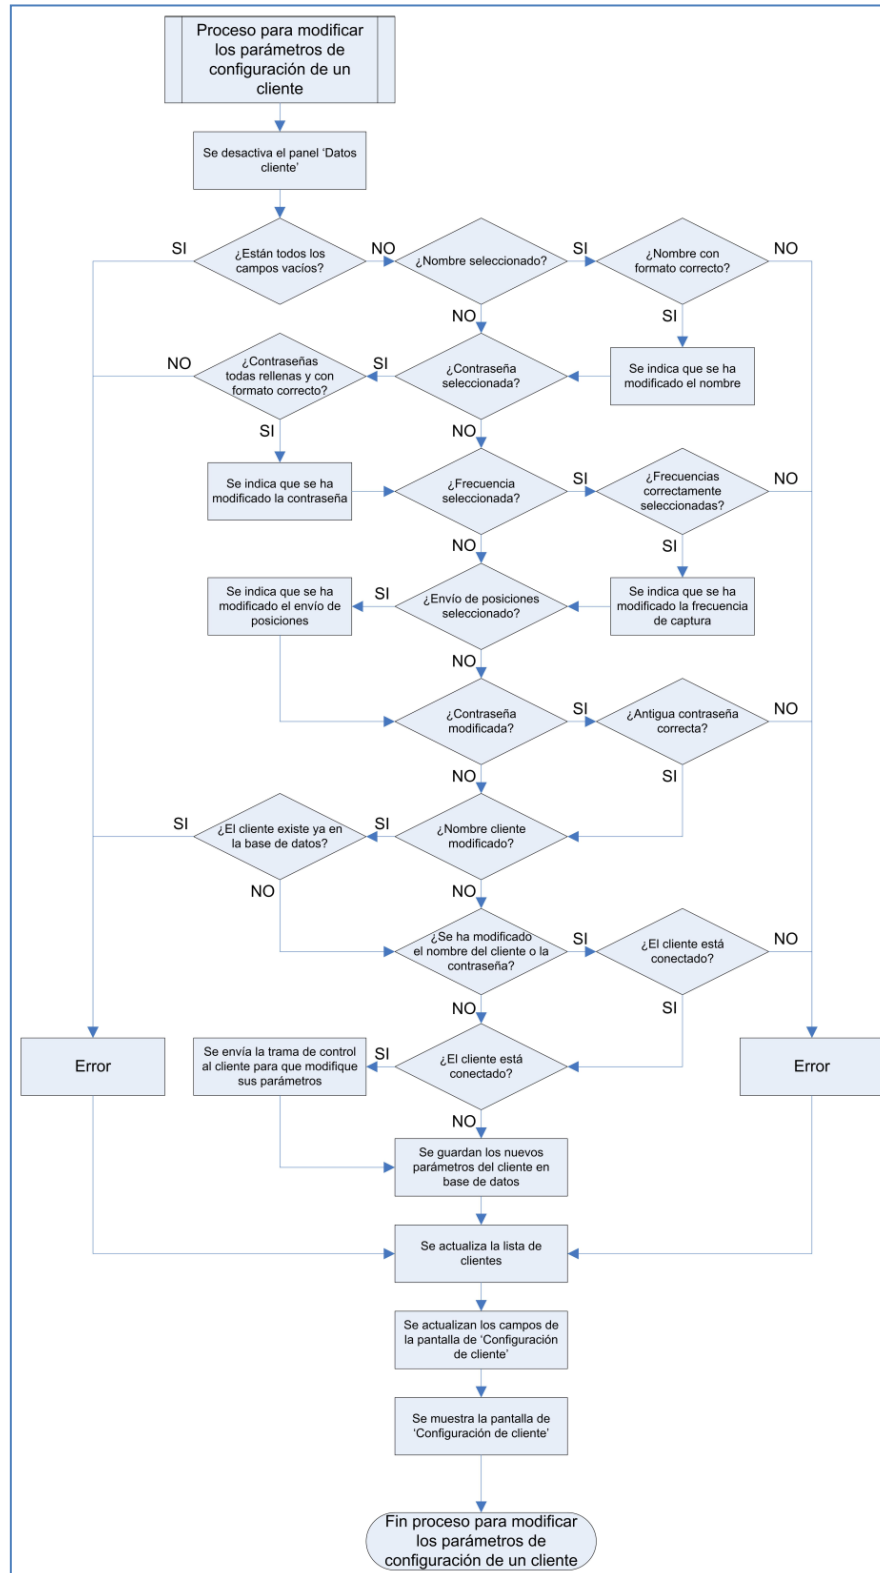 Proceso para modificar
los parámetros de
configuración de un
cliente
Se desactiva el panel ‘Datos
cliente’
SI
¿Están todos los
campos vacíos?
NO
¿Nombre seleccionado?
SI
¿Nombre con
formato correcto?
NO
NO
SI
NO
¿Contraseñas
todas rellenas y con
formato correcto?
SI
¿Contraseña
seleccionada?
Se indica que se ha
modificado el nombre
SI
NO
Se indica que se ha
modificado la contraseña
¿Frecuencia
seleccionada?
SI
¿Frecuencias
correctamente
seleccionadas?
NO
NO
SI
Se indica que se ha
modificado el envío de
posiciones
SI
¿Envío de posiciones
seleccionado?
Se indica que se ha
modificado la frecuencia
de captura
NO
¿Contraseña
modificada?
SI
¿Antigua contraseña
correcta?
NO
NO
SI
SI
¿El cliente existe ya en
la base de datos?
SI
¿Nombre cliente
modificado?
NO
NO
¿Se ha modificado
el nombre del cliente o la
contraseña?
SI
¿El cliente está
conectado?
NO
NO
SI
Error
Se envía la trama de control
al cliente para que modifique
sus parámetros
SI
¿El cliente está
conectado?
Error
NO
Se guardan los nuevos
parámetros del cliente en
base de datos
Se actualiza la lista de
clientes
Se actualizan los campos de
la pantalla de ‘Configuración
de cliente’
Se muestra la pantalla de
‘Configuración de cliente’
Fin proceso para modificar
los parámetros de
configuración de un cliente